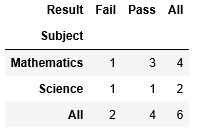 Result Fail Pass All
Subject
Mathematics 1 3 4
Science 1 1 2
All 2 4 6